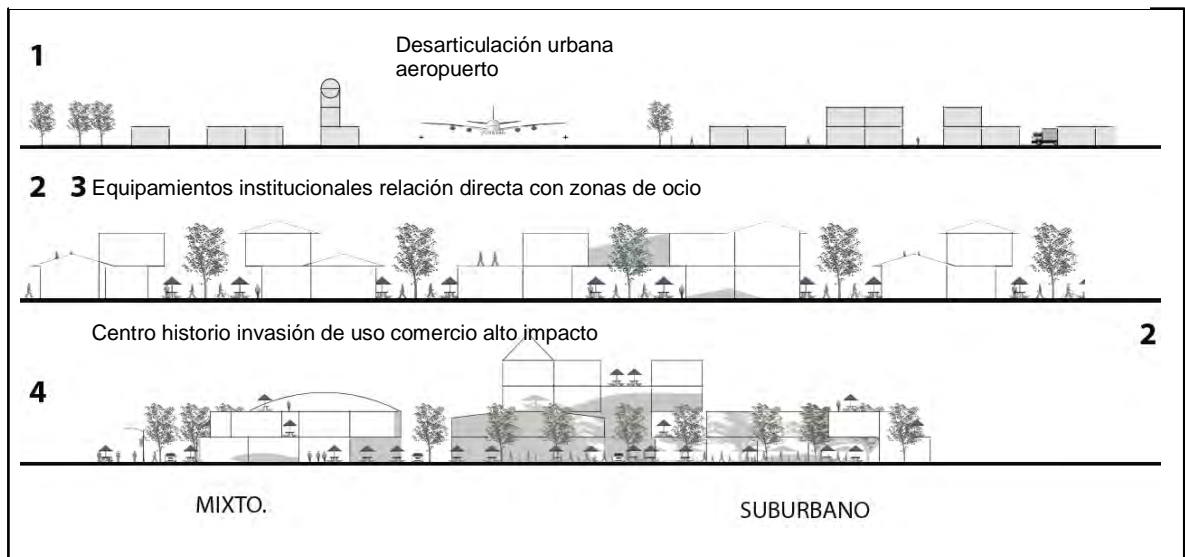 1
Desarticulación urbana
aeropuerto
2 3 Equipamientos institucionales relación directa con zonas de ocio
Centro historio invasión de uso comercio alto impacto
2
4
MIXTO.
SUBURBANO